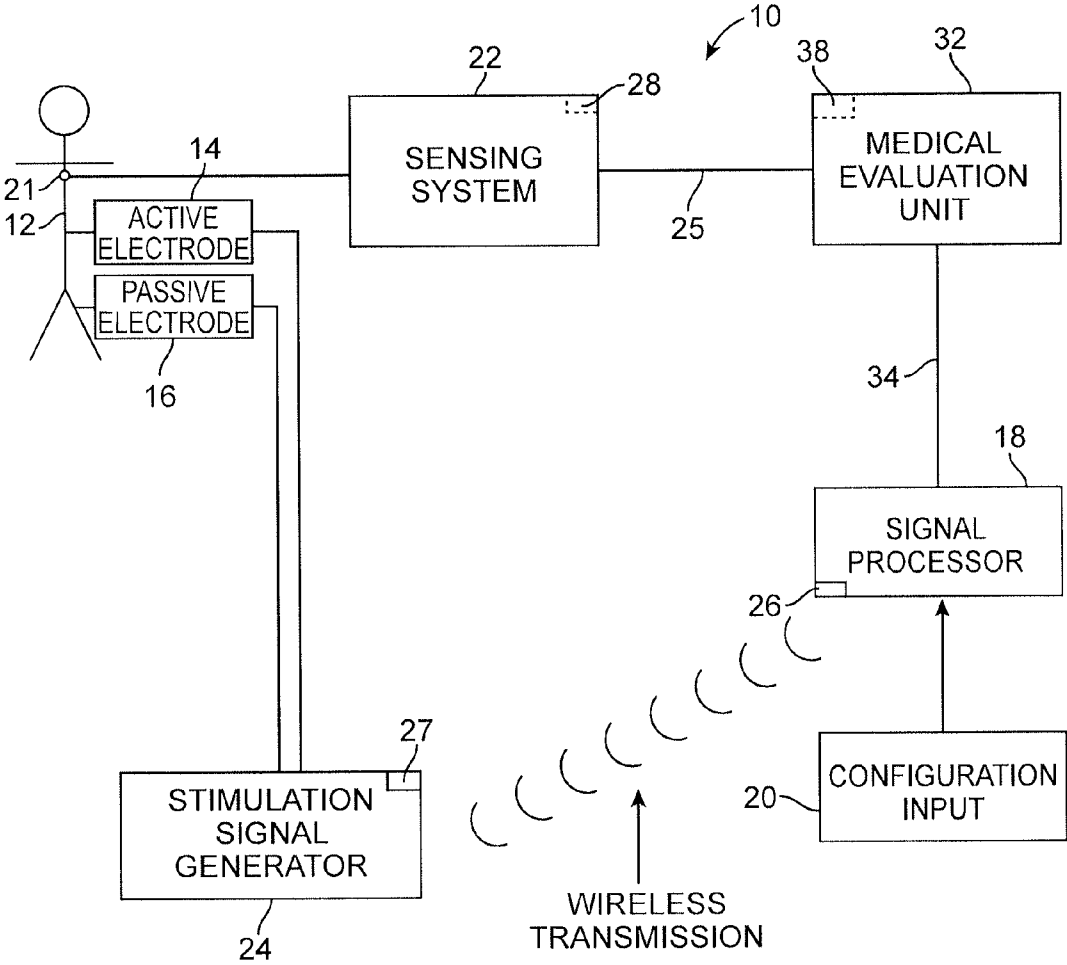 10
22
28
38
32
SENSING
SYSTEM
MEDICAL
EVALUATION
UNIT
14
21
12
25
ACTIVE
ELECTRODE
PASSIVE
ELECTRODE
16
34
18
SIGNAL
PROCESSOR
26
27
STIMULATION
SIGNAL
GENERATOR
24
20
CONFIGURATION
INPUT
WIRELESS
TRANSMISSION